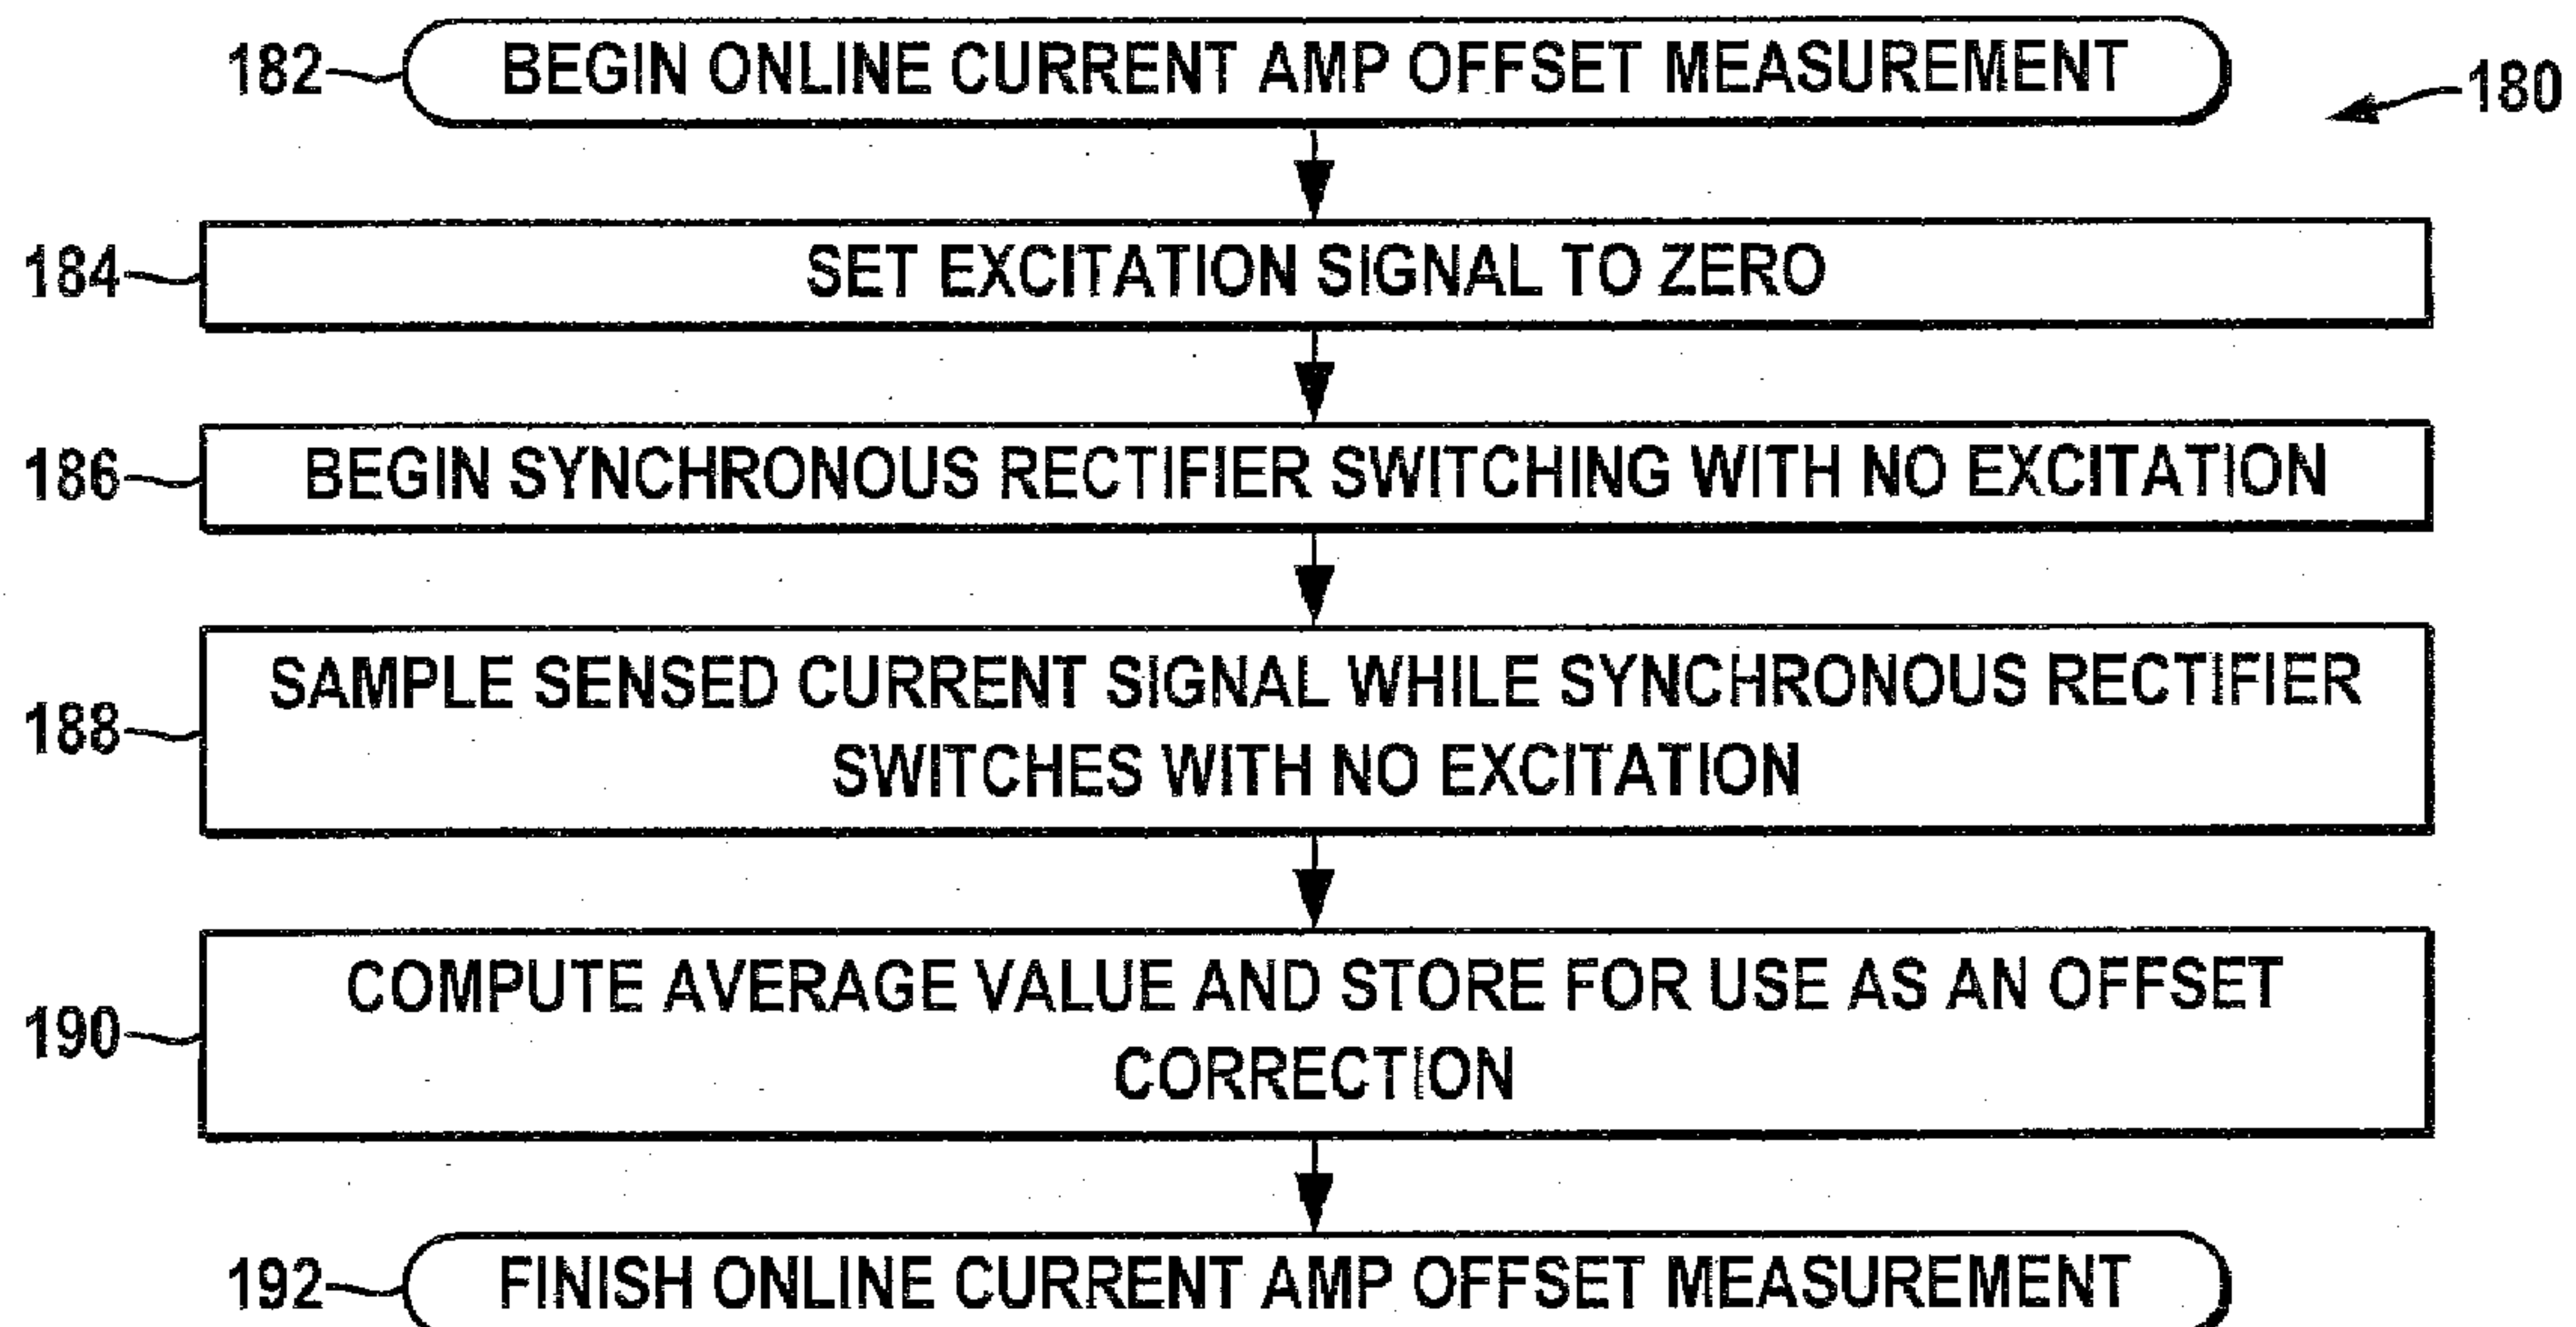 182 BEGIN ONLINE CURRENT AMP OFFSET MEASUREMENT
180
184 SET EXCITATION SIGNAL TO ZERO
186 BEGIN SYNCHRONOUS RECTIFIER SWITCHING WITH NO EXCITATION
SAMPLE SENSED CURRENT SIGNAL WHILE SYNCHRONOUS RECTIFIER
188
SWITCHES WITH NO EXCITATION
COMPUTE AVERAGE VALUE AND STORE FOR USE AS AN OFFSET
190
CORRECTION
192 FINISH ONLINE CURRENT AMP OFFSET MEASUREMENT